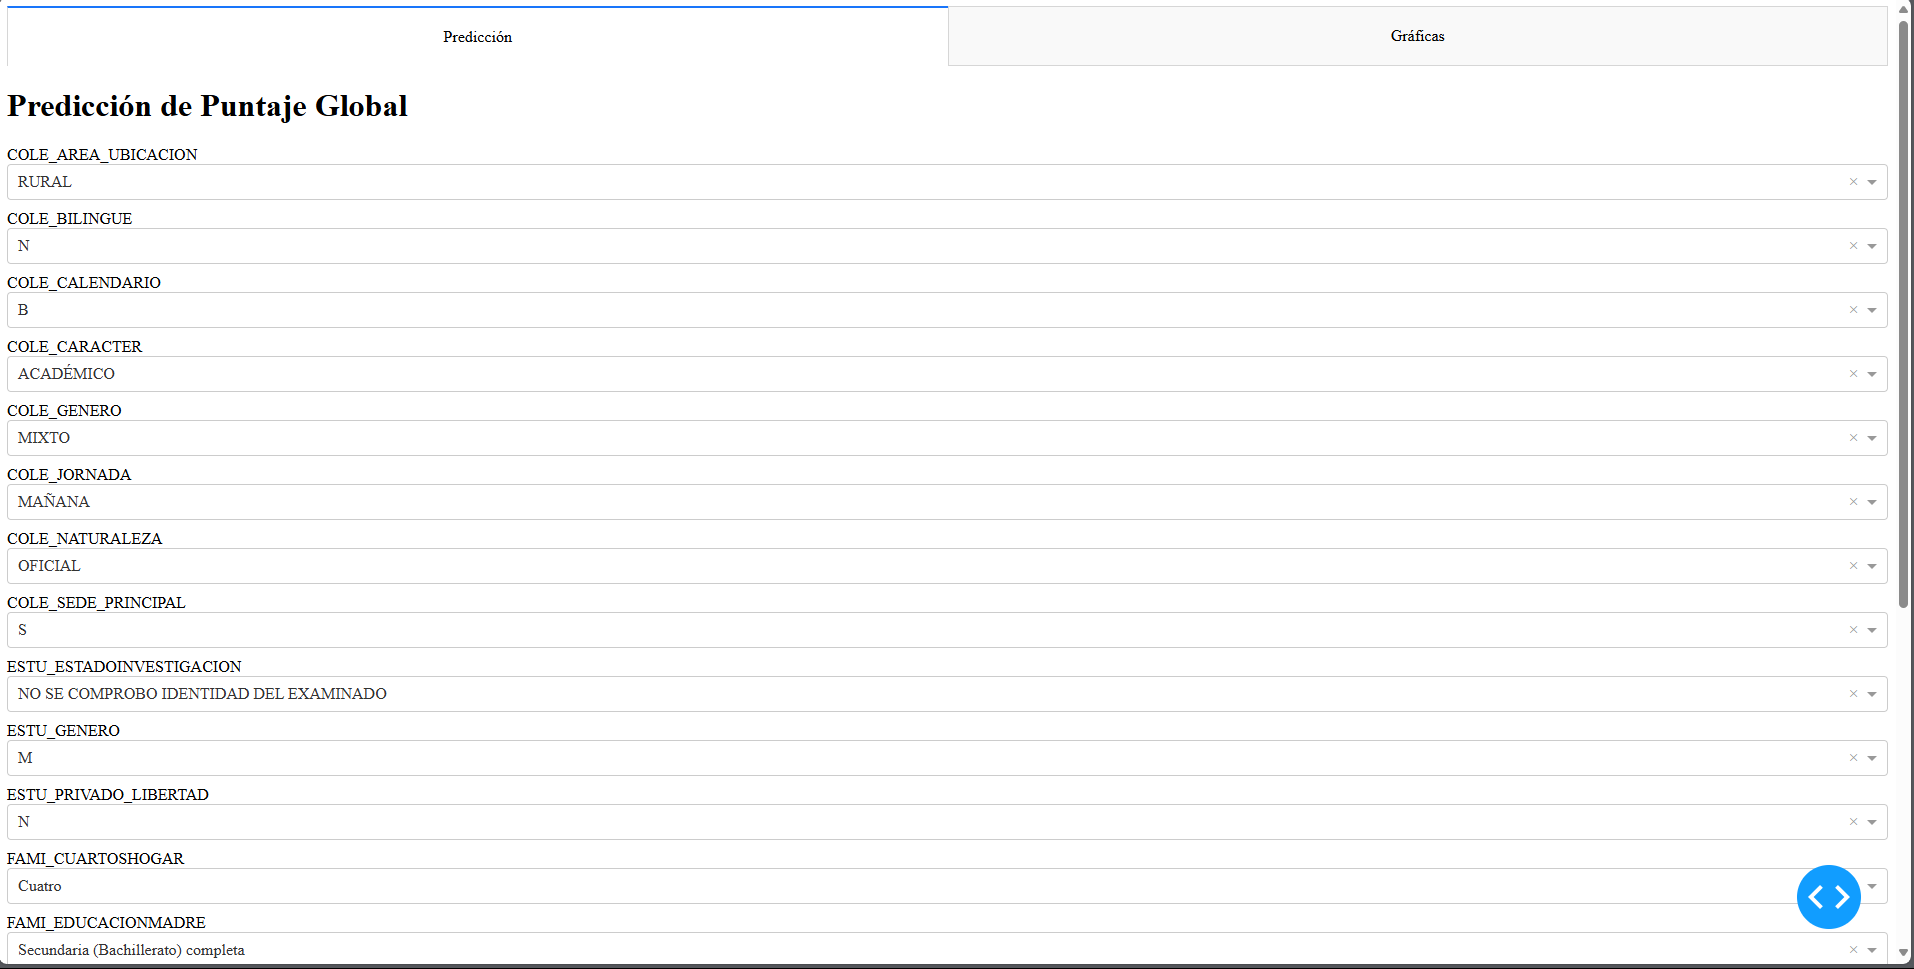 Predicción
Gráficas
Predicción de Puntaje Global
COLE_AREA_UBICACION
RURAL
COLE_BILINGUE
N
COLE_CALENDARIO
B
COLE_CARACTER
ACADÉMICO
COLE_GENERO
MIXTO
COLE_JORNADA
MAÑANA
COLE_NATURALEZA
OFICIAL
COLE_SEDE_PRINCIPAL
S
ESTU_ESTADOINVESTIGACION
NO SE COMPROBO IDENTIDAD DEL EXAMINADO
ESTU_GENERO
M
ESTU_PRIVADO_LIBERTAD
N
FAMI_CUARTOSHOGAR
Cuatro
FAMI_EDUCACIONMADRE
Secundaria (Bachillerato) completa